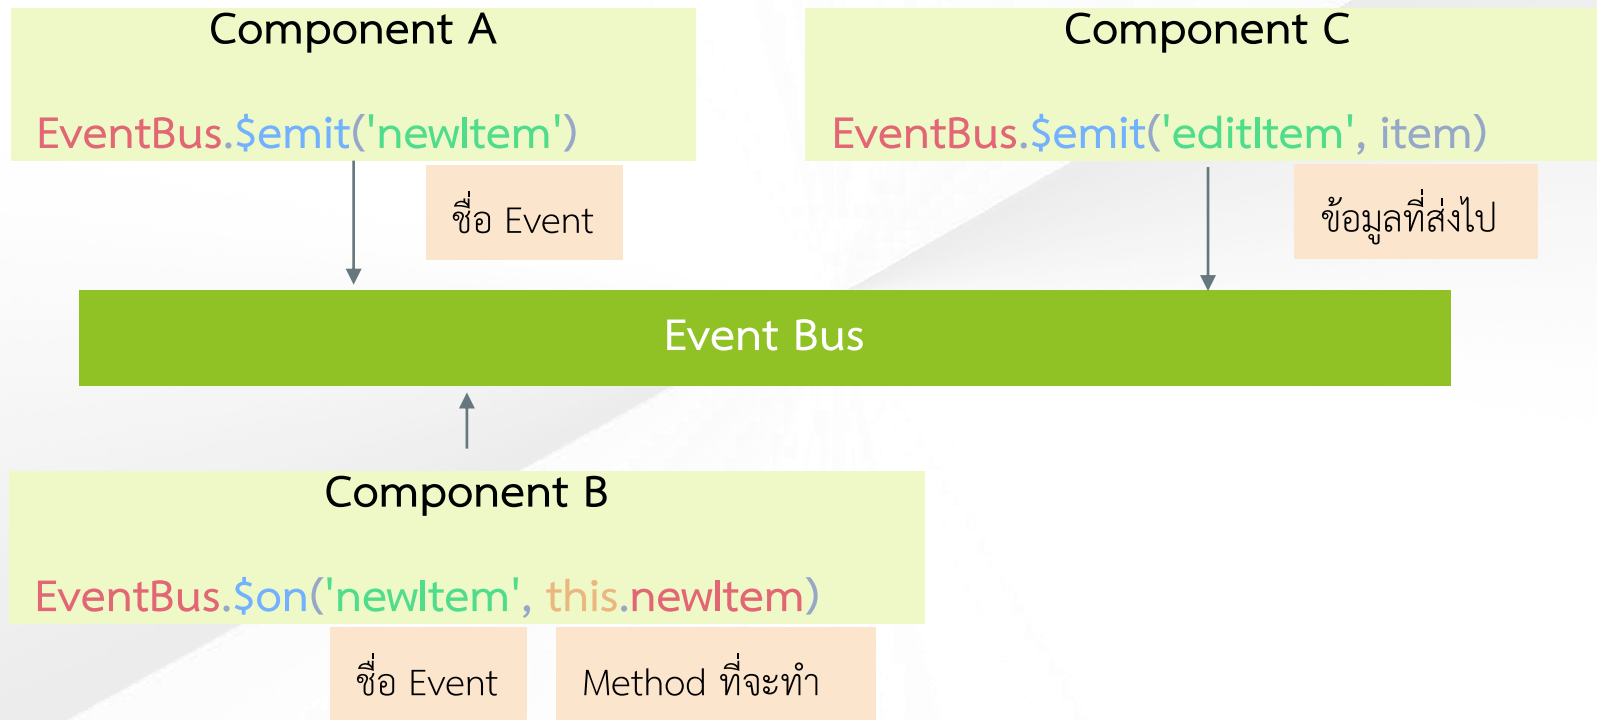 Component A
EventBus.$emit('newItem')
ชื่อ Event
Component C
EventBus.$emit('editItem', item)
ข้อมูลที่ส่งไป
Event Bus
Component B
EventBus.$on('newItem', this.newItem)
ชื่อ Event
Method ที่จะทำ